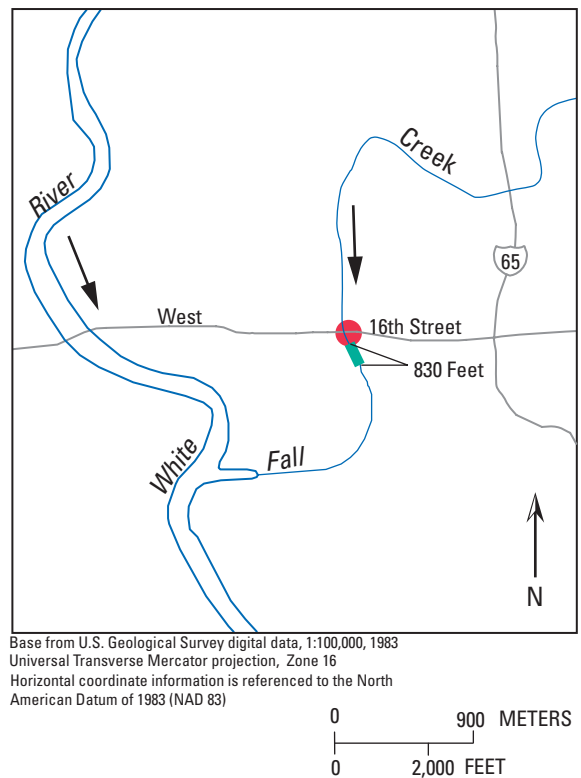 Creek
River
65
West
16th Street
830 Feet
White
Fall
N
Base from U.S. Geological Survey digital data, 1:100,000, 1983
Universal Transverse Mercator projection, Zone 16
Horizontal coordinate information is referenced to the North
American Datum of 1983 (NAD 83)
0 900 METERS
0 2,000 FEET